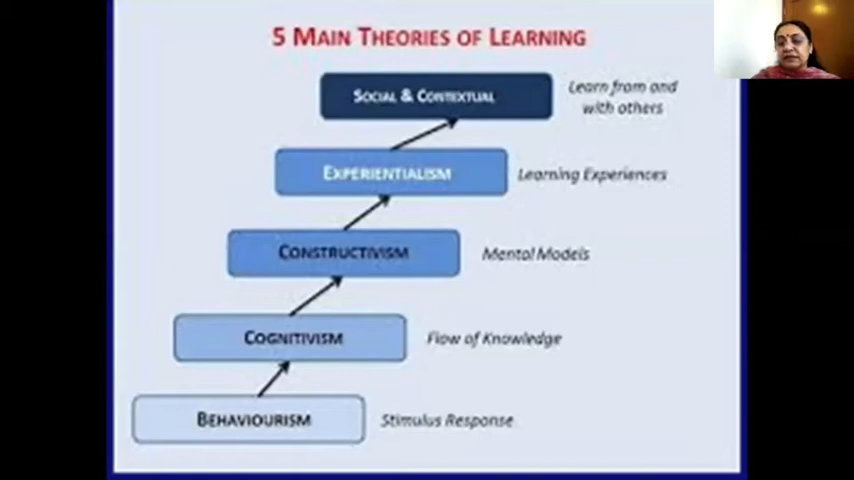 5 MAIN THEORIES OF LEARNING
SOCIAL & CONTEXTUAL
Learn from and
with others
EXPERIENTIALISM
Learning Experiences
CONSTRUCTIVISM
Mental Models
COGNITIVISM
Flow of Knowledge
BEHAVIOURISM
Stimulus Response